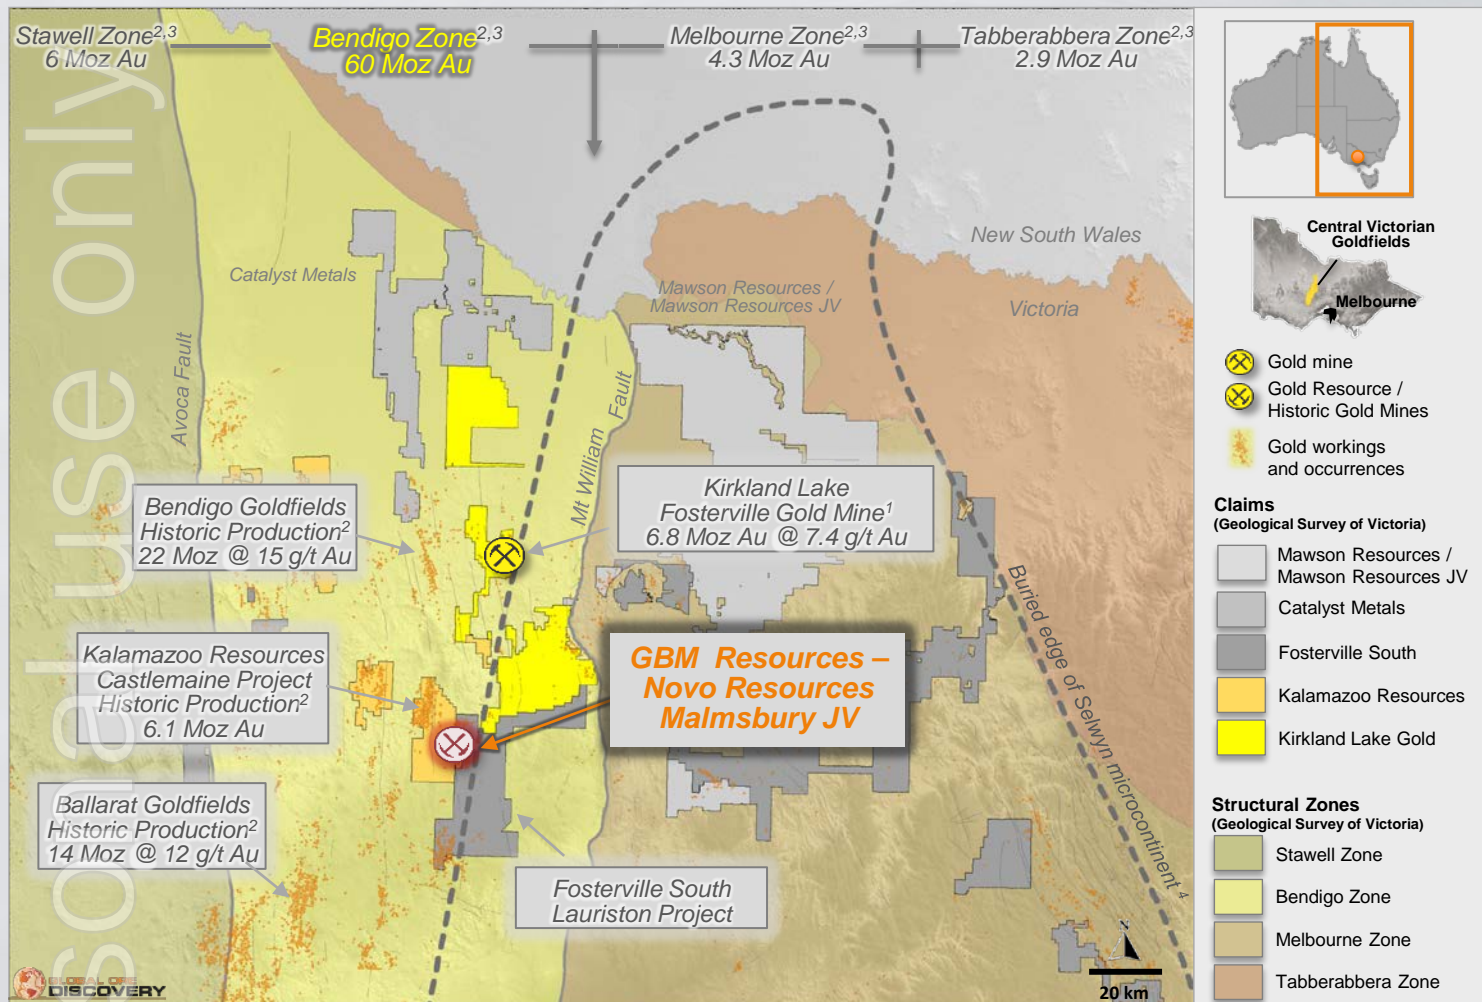 Stawell Zone2,3
6 Moz Au
Bendigo Zone2,3
60 Moz Au
Melbourne Zone2,3
4.3 Moz Au
Tabberabbera Zone2,3
2.9 Moz Au
sonal use only
Catalyst Metals
Avoca Fault
Mawson Resources /
Mawson Resources JV
New South Wales
Victoria
Mt William Fault
Bendigo Goldfields
Historic Production2
22 Moz @ 15 g/t Au
Kirkland Lake
Fosterville Gold Mine1
6.8 Moz Au @ 7.4 g/t Au
Kalamazoo Resources
Castlemaine Project
Historic Production2
6.1 Moz Au
GBM Resources –
Novo Resources
Malmsbury JV
Buried edge of Selwyn microcontinent 4
Ballarat Goldfields
Historic Production2
14 Moz @ 12 g/t Au
Fosterville South
Lauriston Project
GLOBAL ORE
DISCOVERY
N
20 km
Central Victorian
Goldfields
Melbourne
Gold mine
Gold Resource /
Historic Gold Mines
Gold workings
and occurrences
Claims
(Geological Survey of Victoria)
Mawson Resources /
Mawson Resources JV
Catalyst Metals
Fosterville South
Kalamazoo Resources
Kirkland Lake Gold
Structural Zones
(Geological Survey of Victoria)
Stawell Zone
Bendigo Zone
Melbourne Zone
Tabberabbera Zone